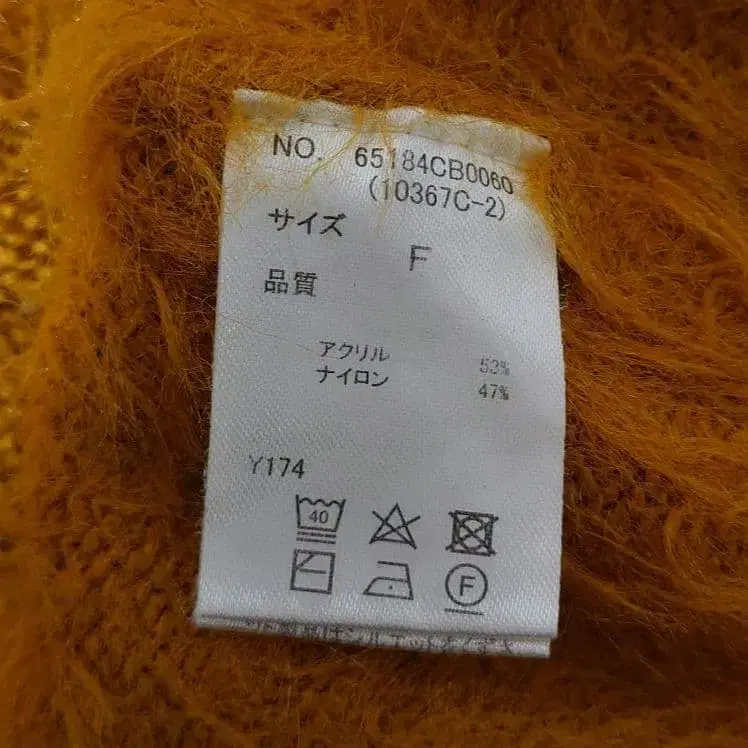 NO. 65184CB0060
(10367C-2)
サイズ
F
品質
アクリル 53%
ナイロン 47%
Y174
40
F